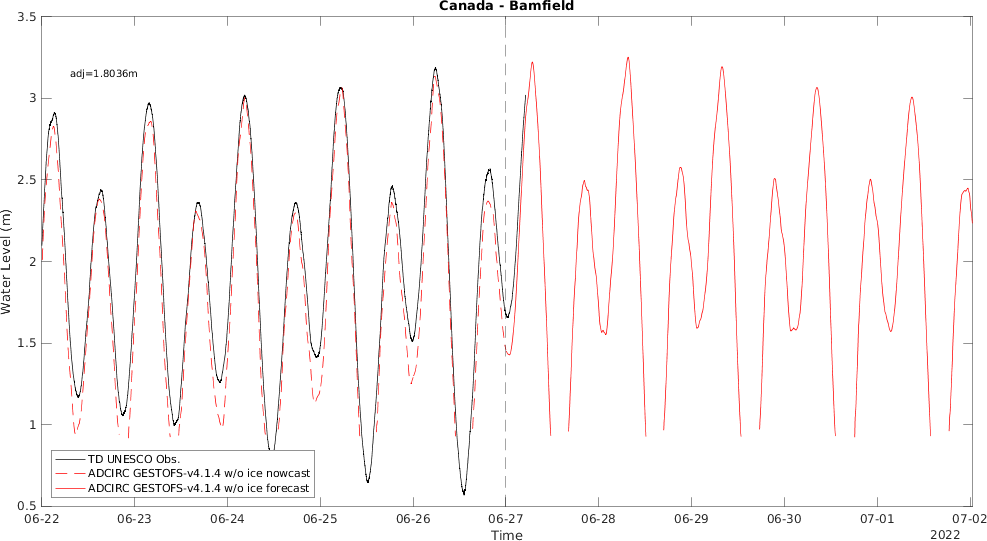 Canada - Bamfield
adj=1.8036m
3.5
3
2.5
2
1.5
1
0.5
Water Level (m)
TD UNESCO Obs.
ADCIRC GESTOFS-v4.1.4 w/o ice nowcast
ADCIRC GESTOFS-v4.1.4 w/o ice forecast
06-22 06-23 06-24 06-25 06-26 06-27 06-28 06-29 06-30 07-01 07-02
Time
2022